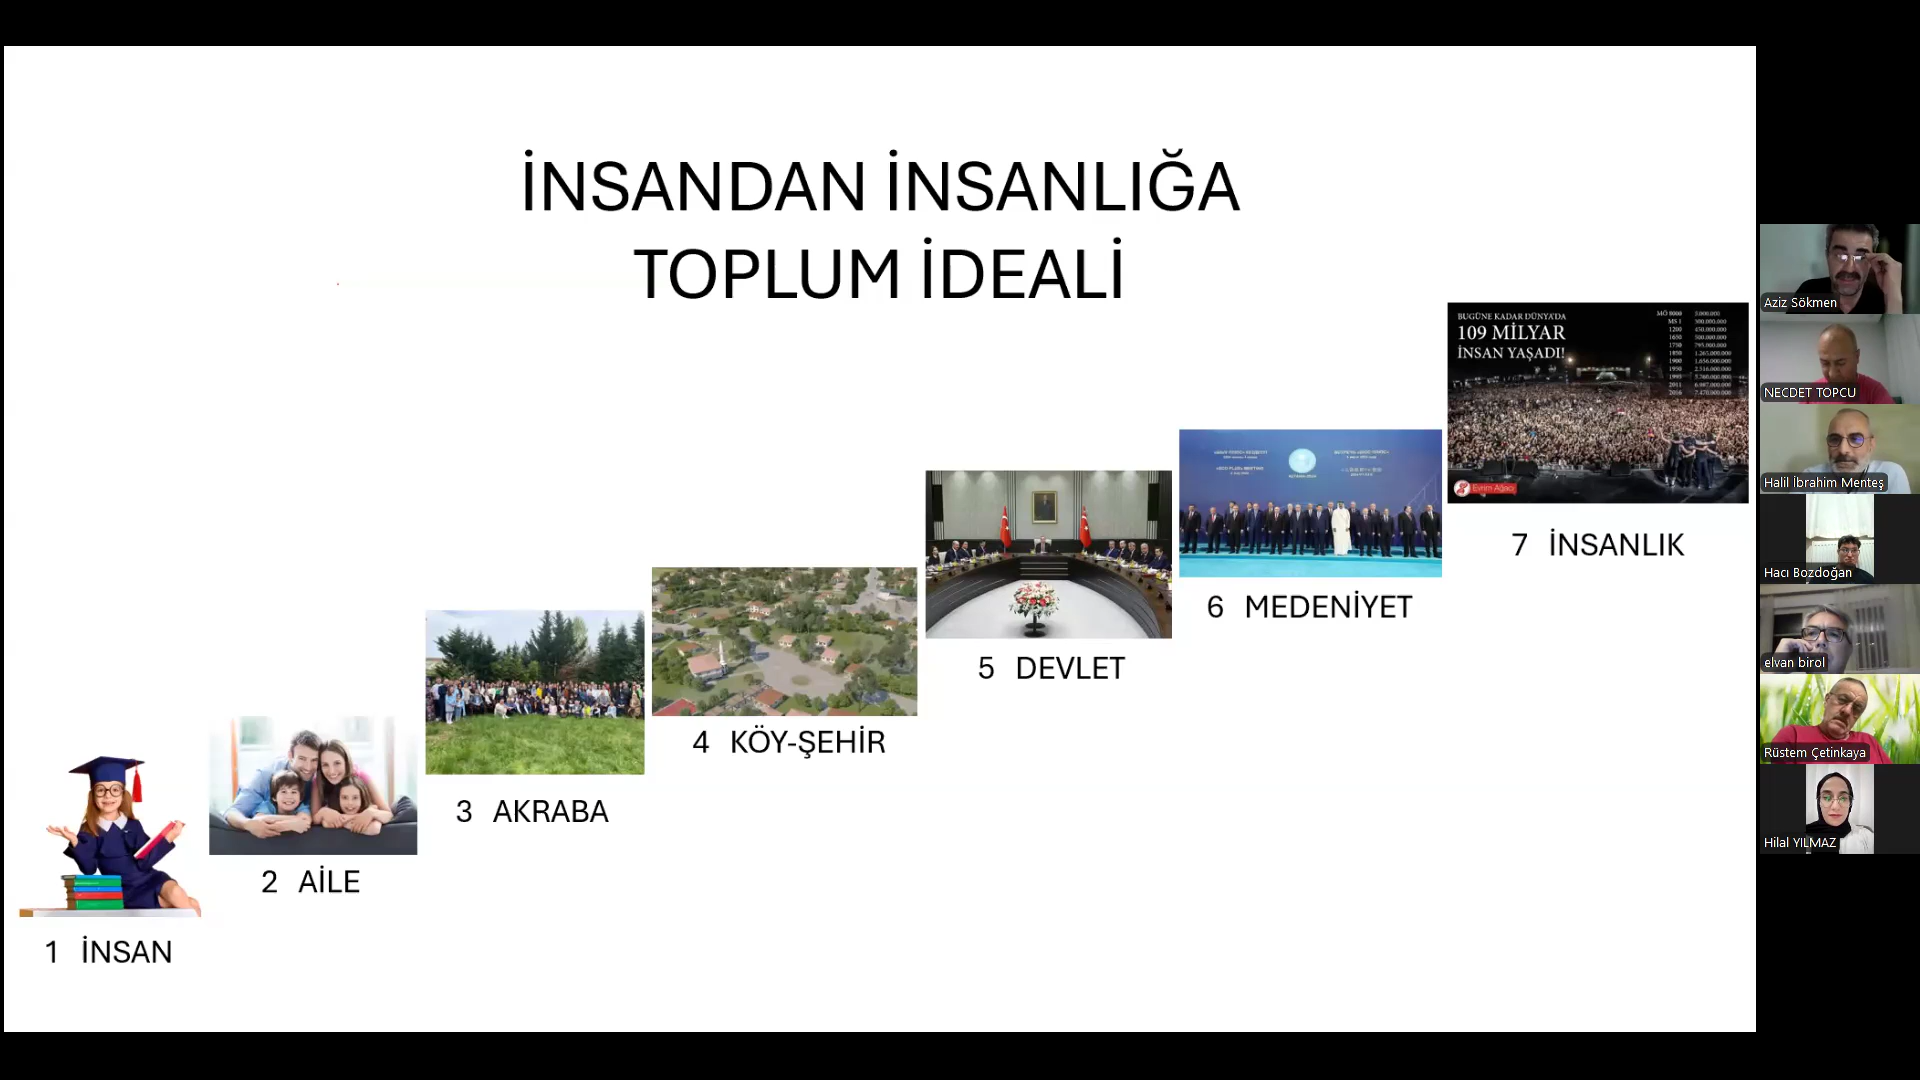 İNSANDAN İNSANLIĞA
TOPLUM İDEALİ
1 İNSAN
2 AİLE
3 AKRABA
4 KÖY-ŞEHİR
5 DEVLET
6 MEDENİYET
7 İNSANLIK
BUGÜNE KADAR DÜNYA'DA
109 MİLYAR
İNSAN YAŞADI!
Evrim Ağacı
Aziz Sökmen
NECDET TOPCU
Halil İbrahim Menteş
Hacı Bozdoğan
elvan birol
Rüstem Çetinkaya
Hilal YILMAZ